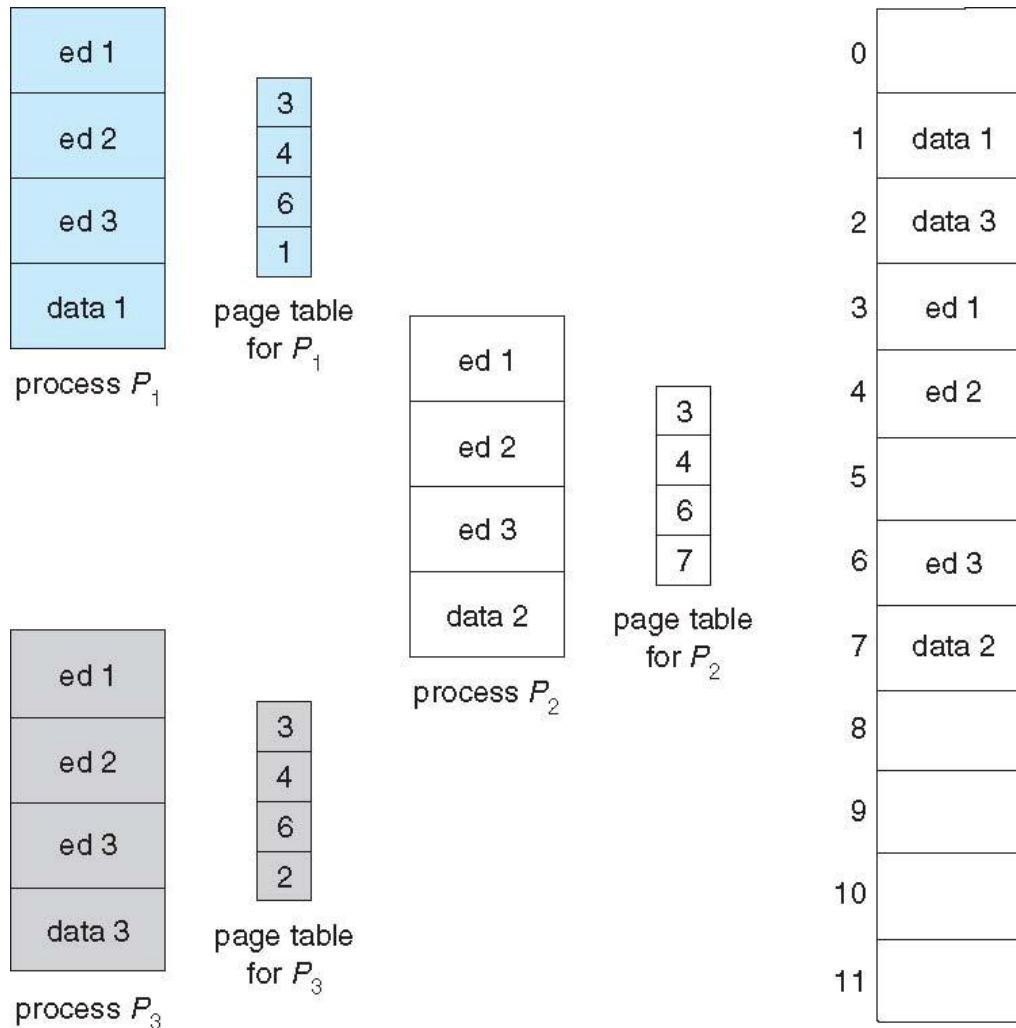 ed 1
ed 2
ed 3
data 1
process P1
3
4
6
1
page table
for P1
ed 1
ed 2
ed 3
data 2
process P2
3
4
6
7
page table
for P2
ed 1
ed 2
ed 3
data 3
process P3
3
4
6
2
page table
for P3
0
1 data 1
2 data 3
3 ed 1
4 ed 2
5
6 ed 3
7 data 2
8
9
10
11